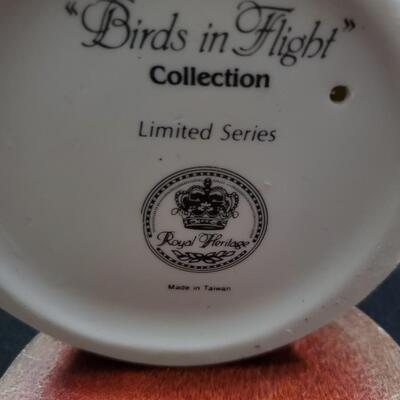 "Birds in Flight"
Collection
Limited Series
Royal Heritage
Made in Taiwan